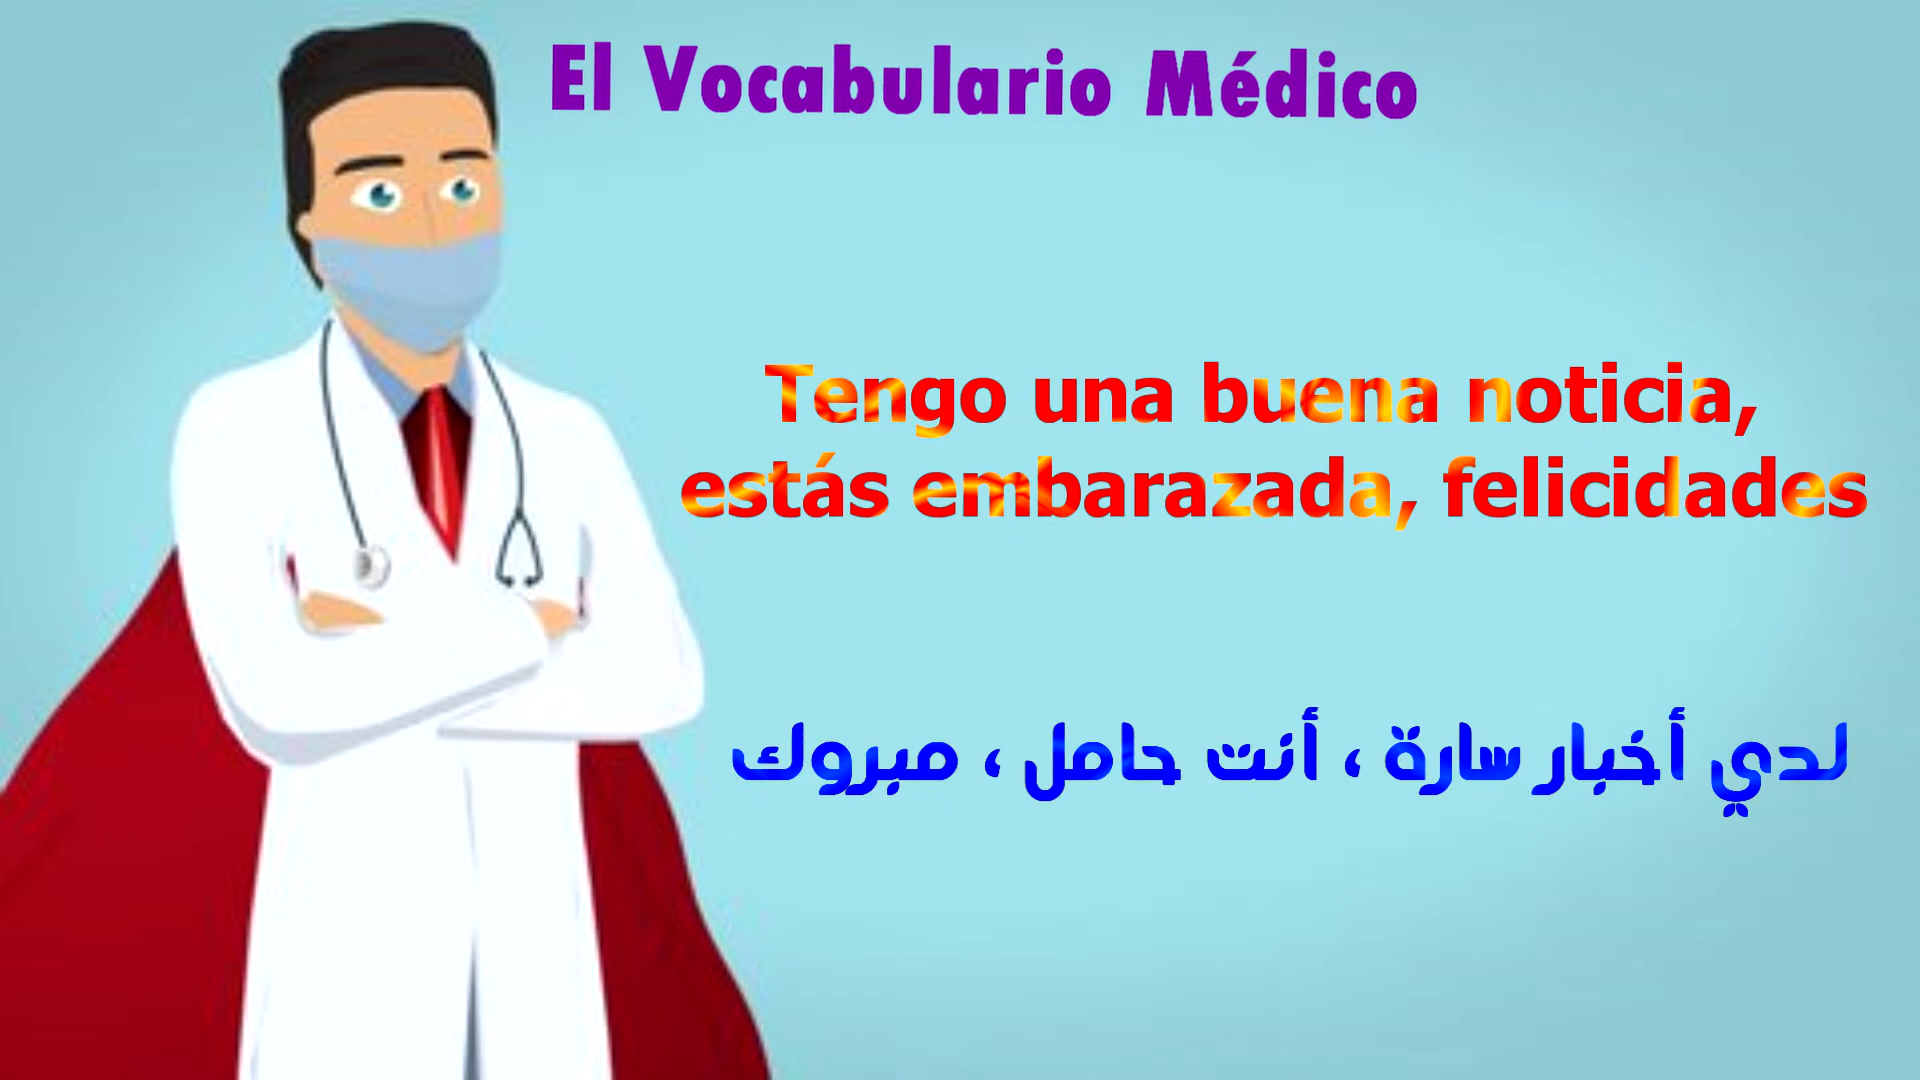 El Vocabulario Médico
Tengo una buena noticia,
estás embarazada, felicidades
لدي أخبار سارة ، أنت حامل ، مبروك